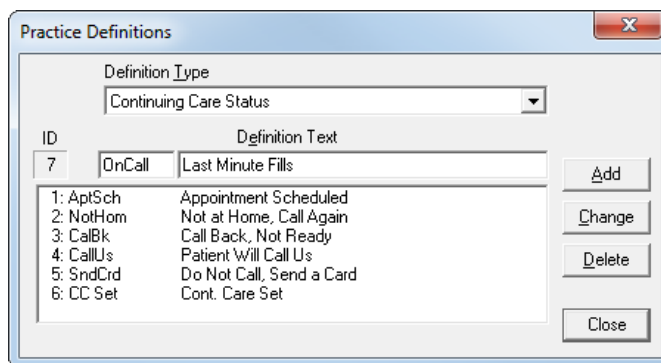 Practice Definitions
Definition Type
Continuing Care Status
ID Definition Text
7 OnCall Last Minute Fills
Add
1: AptSch Appointment Scheduled
2: NotHom Not at Home, Call Again
Change
3: CalBk Call Back, Not Ready
4: CallUs Patient Will Call Us
Delete
5: SndCrd Do Not Call, Send a Card
6: CC Set Cont. Care Set
Close